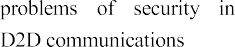 problems of security in
D2D communications